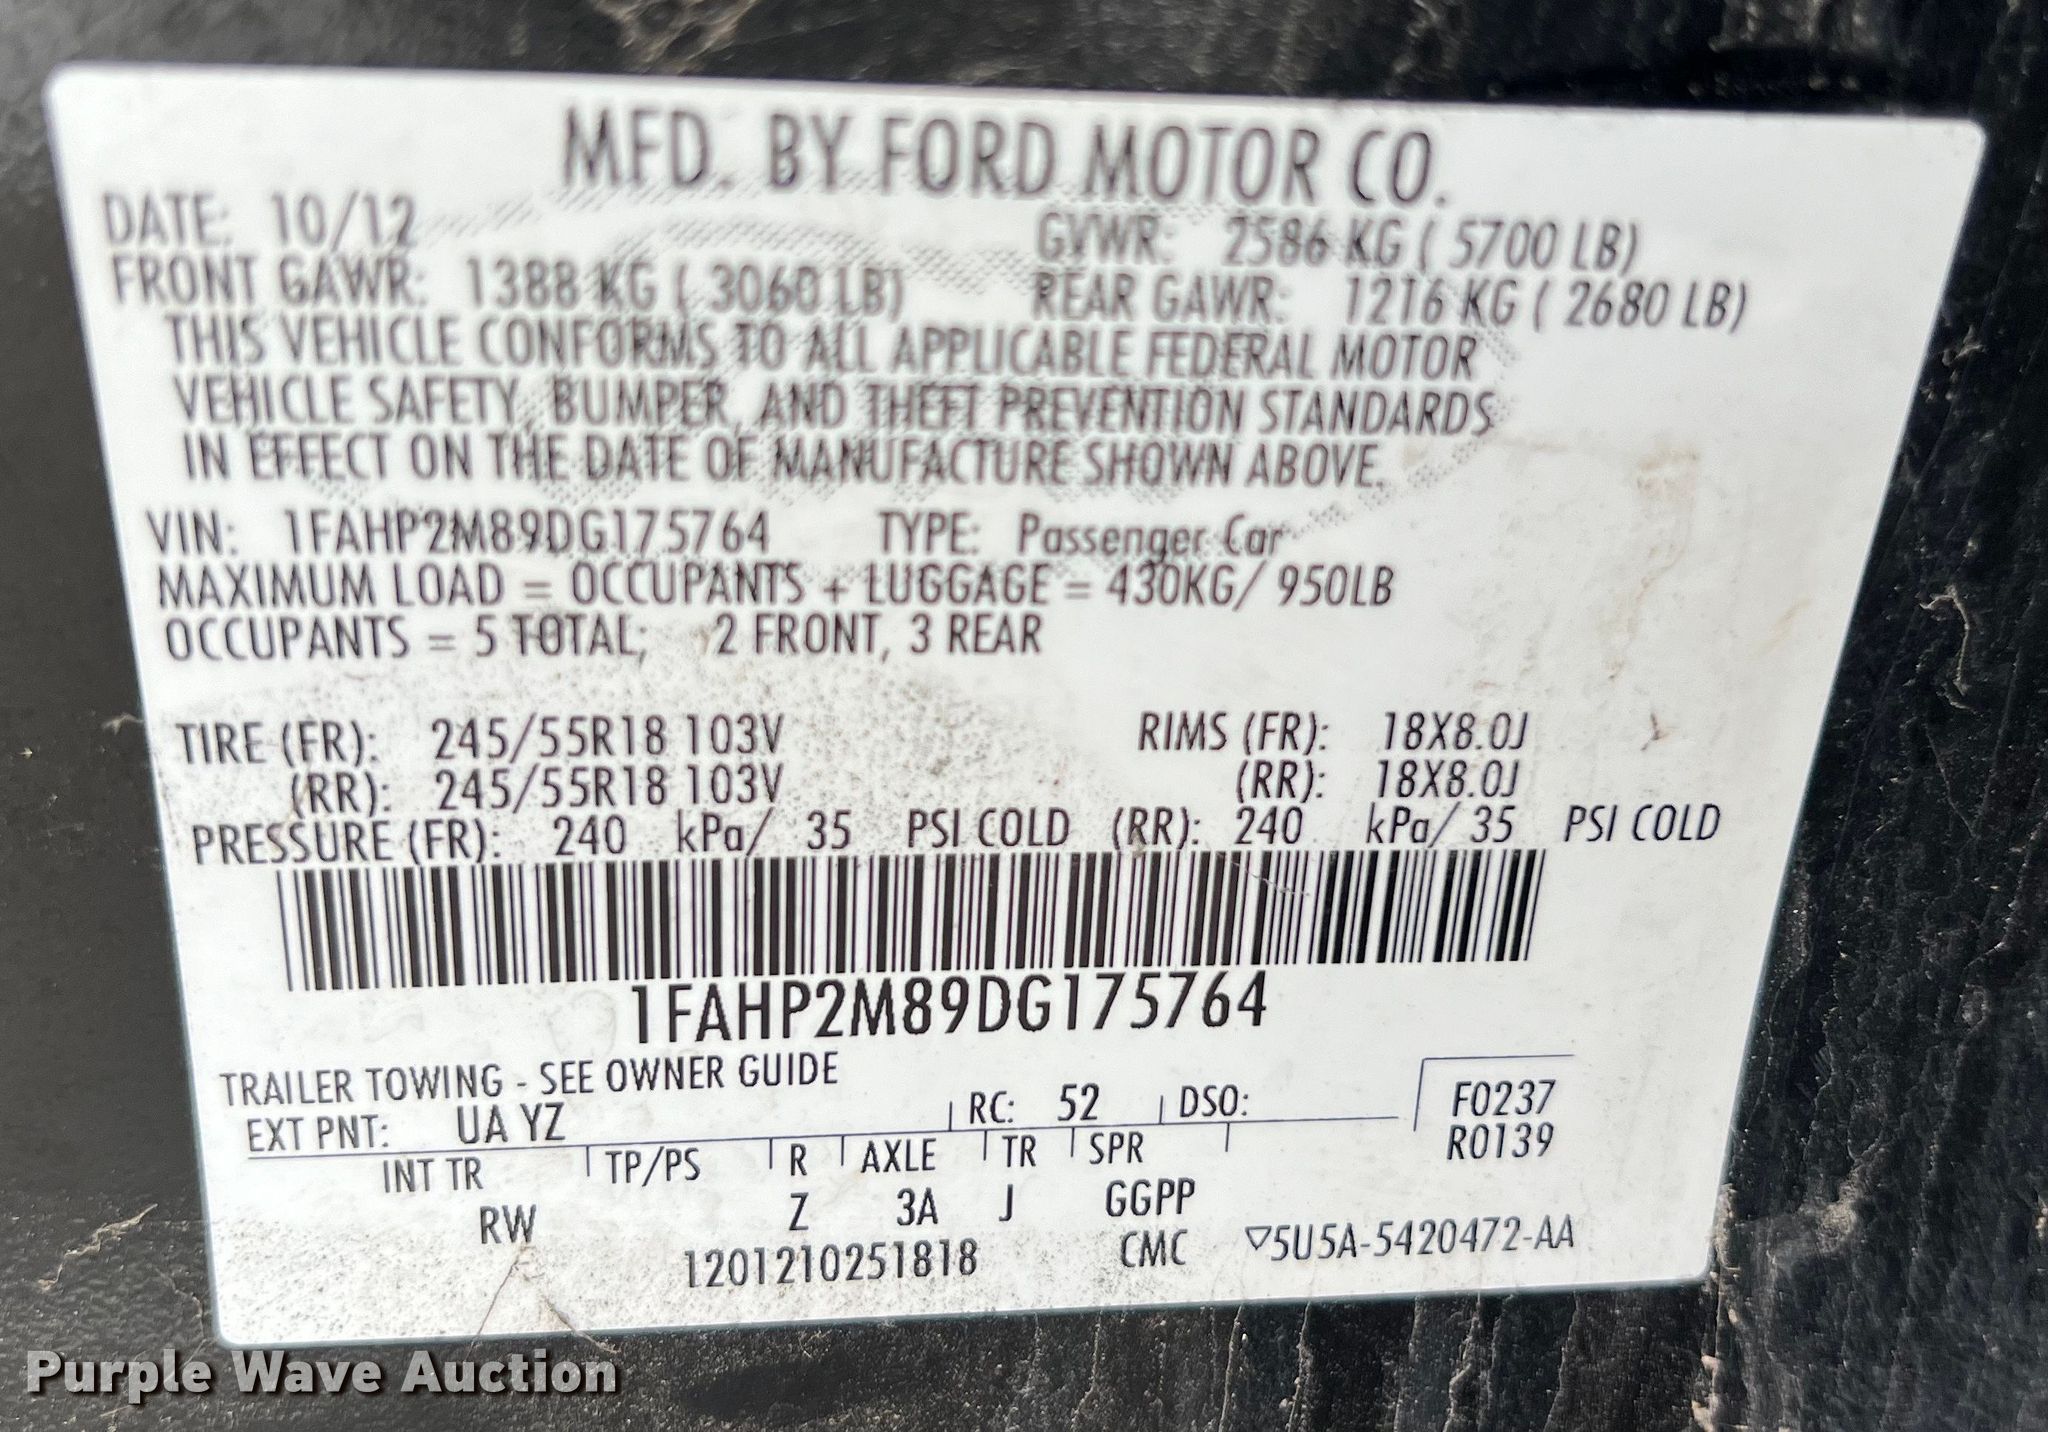 MFD. BY FORD MOTOR CO.
DATE: 10/12
GVWR: 2586 KG ( 5700 LB)
FRONT GAWR: 1388 KG ( 3060 LB) REAR GAWR: 1216 KG ( 2680 LB)
THIS VEHICLE CONFORMS TO ALL APPLICABLE FEDERAL MOTOR
VEHICLE SAFETY, BUMPER, AND THEFT PREVENTION STANDARDS
IN EFFECT ON THE DATE OF MANUFACTURE SHOWN ABOVE.
VIN: 1FAHP2M89DG175764 TYPE: Passenger Car
MAXIMUM LOAD = OCCUPANTS + LUGGAGE = 430KG/ 950LB
OCCUPANTS = 5 TOTAL; 2 FRONT, 3 REAR
TIRE (FR): 245/55R18 103V RIMS (FR): 18X8.0J
(RR): 245/55R18 103V (RR): 18X8.0J
PRESSURE (FR): 240 kPa/ 35 PSI COLD (RR): 240 kPa/ 35 PSI COLD
1FAHP2M89DG175764
TRAILER TOWING - SEE OWNER GUIDE
EXT PNT: UA YZ RC: 52 DSO: F0237
R0139
INT TR TP/PS R AXLE TR SPR
RW Z 3A J GGPP
1201210251818 CMC ▽5U5A-5420472-AA
Purple Wave Auction